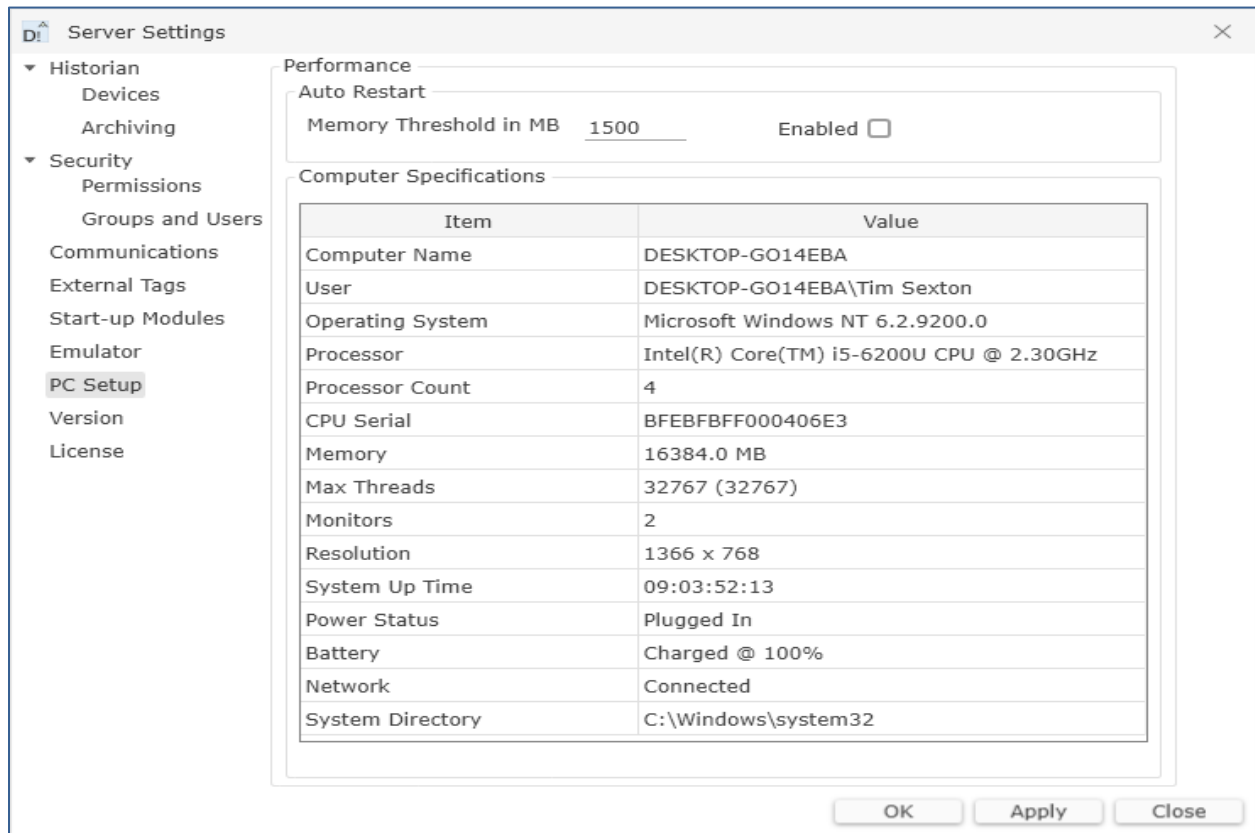 Server Settings
Historian
Devices
Archiving
Security
Permissions
Groups and Users
Communications
External Tags
Start-up Modules
Emulator
PC Setup
Version
License
Performance
Auto Restart
Memory Threshold in MB 1500 Enabled
Computer Specifications
Item Value
Computer Name DESKTOP-GO14EBA
User DESKTOP-GO14EBA\Tim Sexton
Operating System Microsoft Windows NT 6.2.9200.0
Processor Intel(R) Core(TM) i5-6200U CPU @ 2.30GHz
Processor Count 4
CPU Serial BFEBFBFF000406E3
Memory 16384.0 MB
Max Threads 32767 (32767)
Monitors 2
Resolution 1366 x 768
System Up Time 09:03:52:13
Power Status Plugged In
Battery Charged @ 100%
Network Connected
System Directory C:\Windows\system32
OK Apply Close